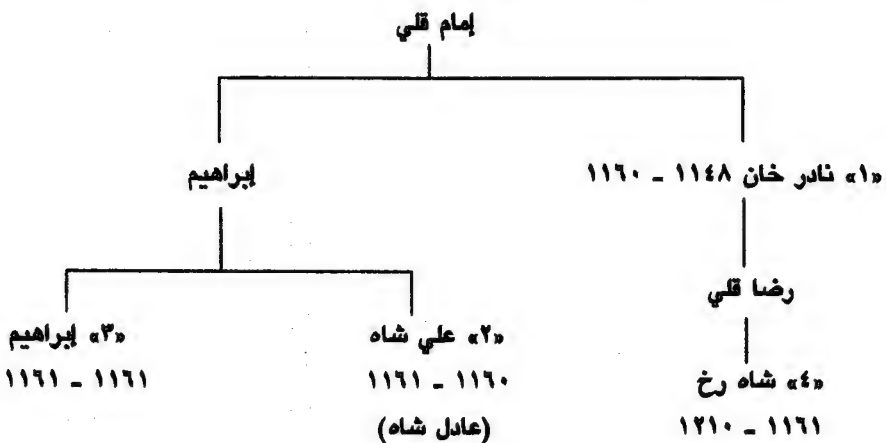 إمام قلي
«١» نادر خان ١١٤٨ - ١١٦٠
إبراهيم
رضا قلي
«٢» علي شاه
«٣» إبراهيم
١١٦٠ - ١١٦١
١١٦١ - ١١٦١
(عادل شاه)
«٤» شاه رخ
١١٦١ - ١٢١٠